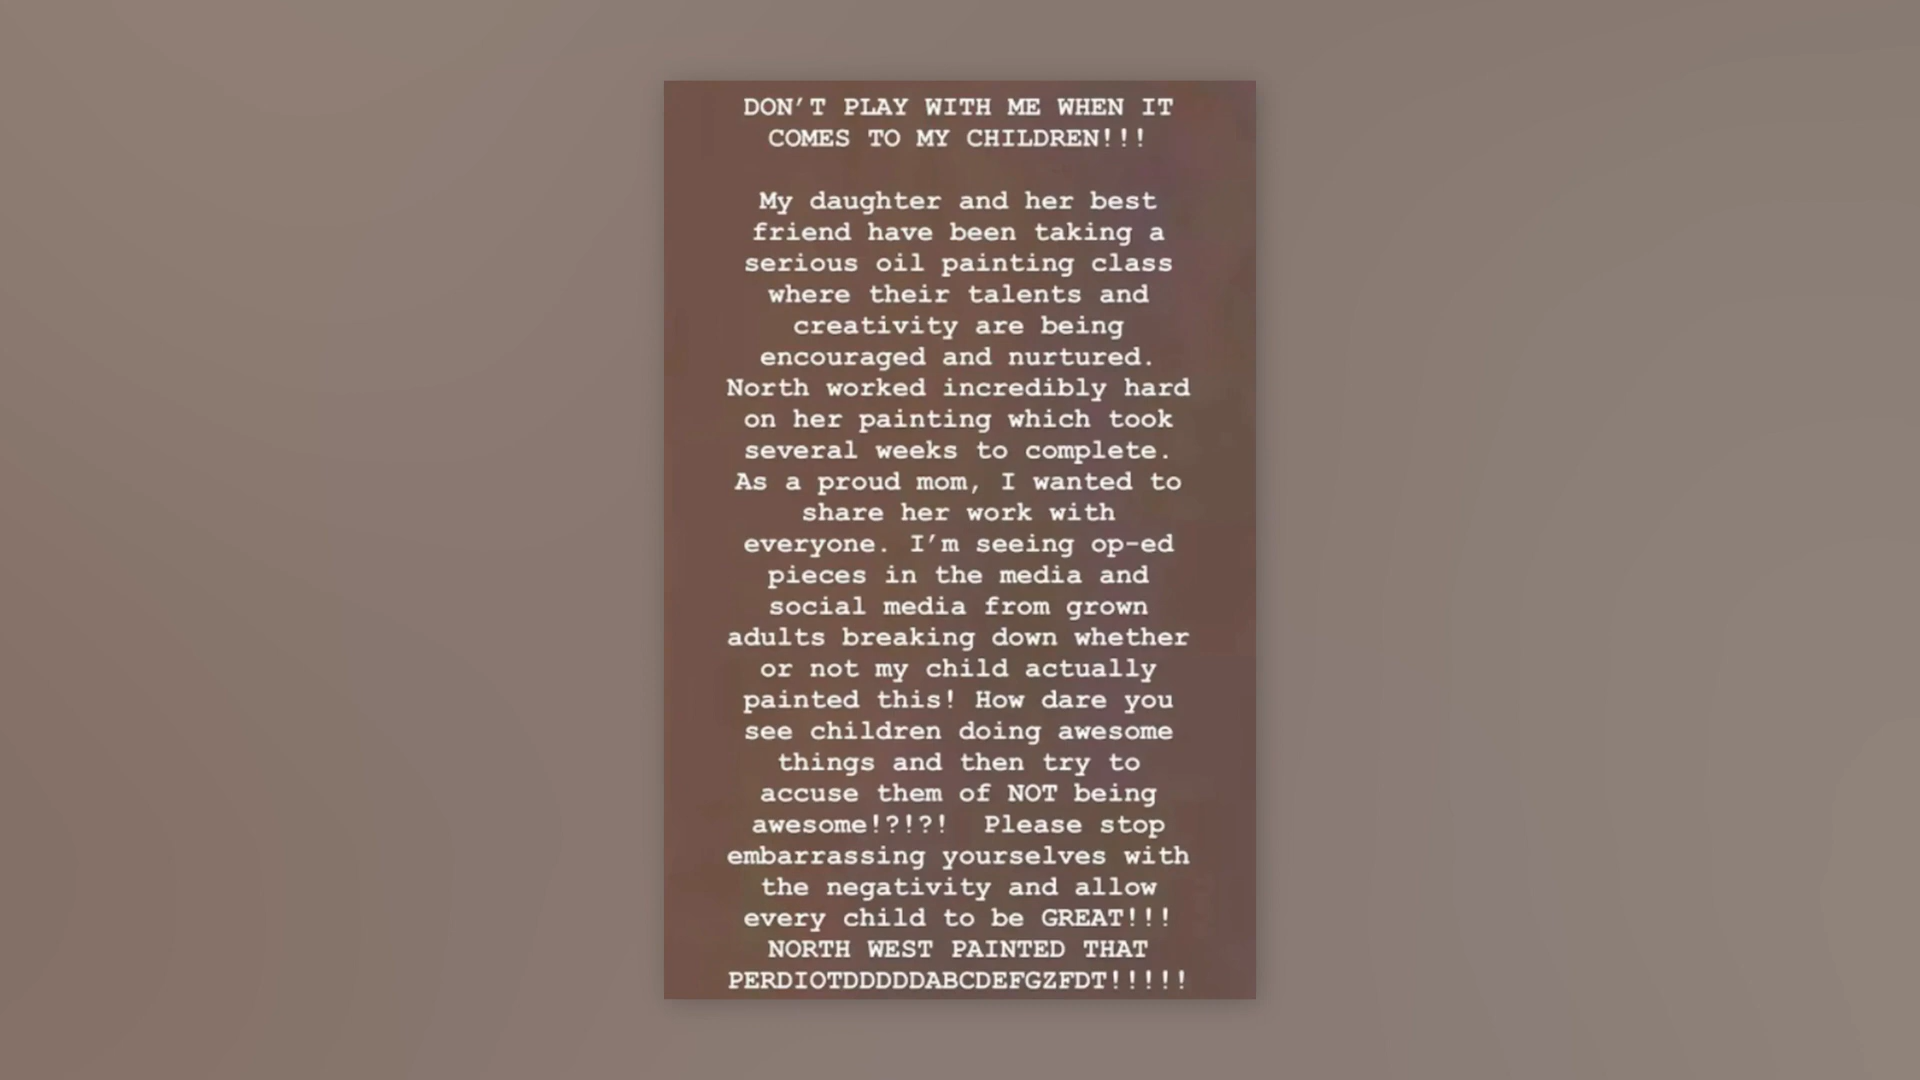 DON’T PLAY WITH ME WHEN IT
COMES TO MY CHILDREN!!!
My daughter and her best
friend have been taking a
serious oil painting class
where their talents and
creativity are being
encouraged and nurtured.
North worked incredibly hard
on her painting which took
several weeks to complete.
As a proud mom, I wanted to
share her work with
everyone. I’m seeing op-ed
pieces in the media and
social media from grown
adults breaking down whether
or not my child actually
painted this! How dare you
see children doing awesome
things and then try to
accuse them of NOT being
awesome!?!?!  Please stop
embarrassing yourselves with
the negativity and allow
every child to be GREAT!!!
NORTH WEST PAINTED THAT
PERDIOTDDDDDABCDEFGZFDT!!!!!